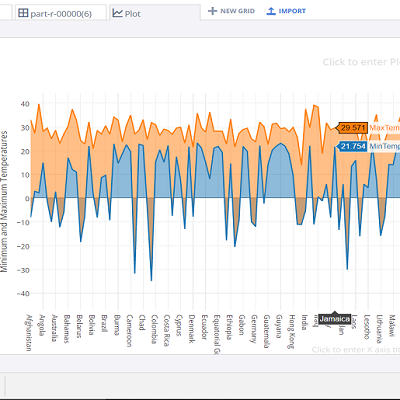 part-r-00000(6)
Plot
NEW GRID
IMPORT
Click to enter Pl
Minimum and Maximum Temperatures
40
30
20
10
0
−10
−20
−30
−40
29.571 MaxTem
21.754 MinTemp
Afghanistan
Angola
Australia
Bahamas
Belarus
Bolivia
Brazil
Burma
Cameroon
Chad
Colombia
Costa Rica
Cyprus
Denmark
Ecuador
Equatorial G
Ethiopia
Gabon
Germany
Guatemala
Guyana
Hong Kong
India
Jamaica
Laos
Lesotho
Lithuania
Malawi
Click to enter X axis ti